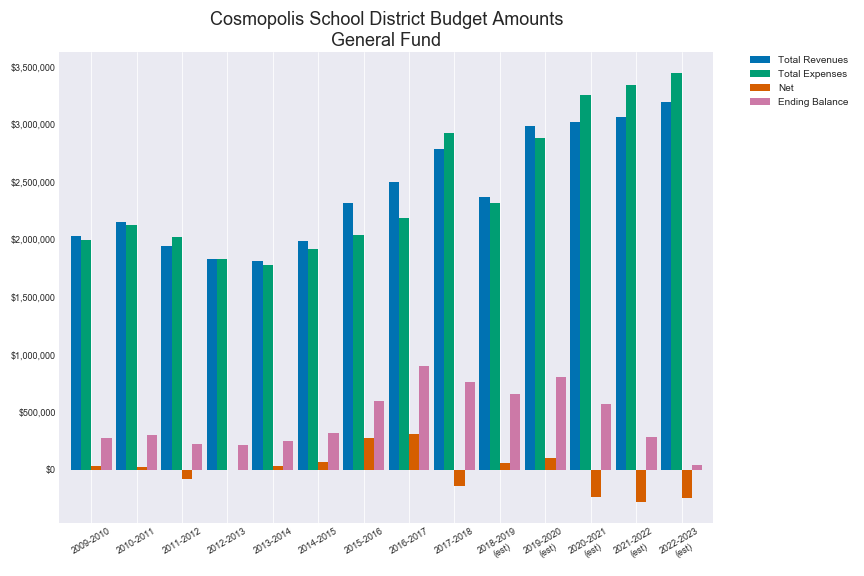 Cosmopolis School District Budget Amounts
General Fund
Total Revenues
Total Expenses
Net
Ending Balance
$3,500,000
$3,000,000
$2,500,000
$2,000,000
$1,500,000
$1,000,000
$500,000
$0
2009-2010
2010-2011
2011-2012
2012-2013
2013-2014
2014-2015
2015-2016
2016-2017
2017-2018
2018-2019
(est)
2019-2020
(est)
2020-2021
(est)
2021-2022
(est)
2022-2023
(est)